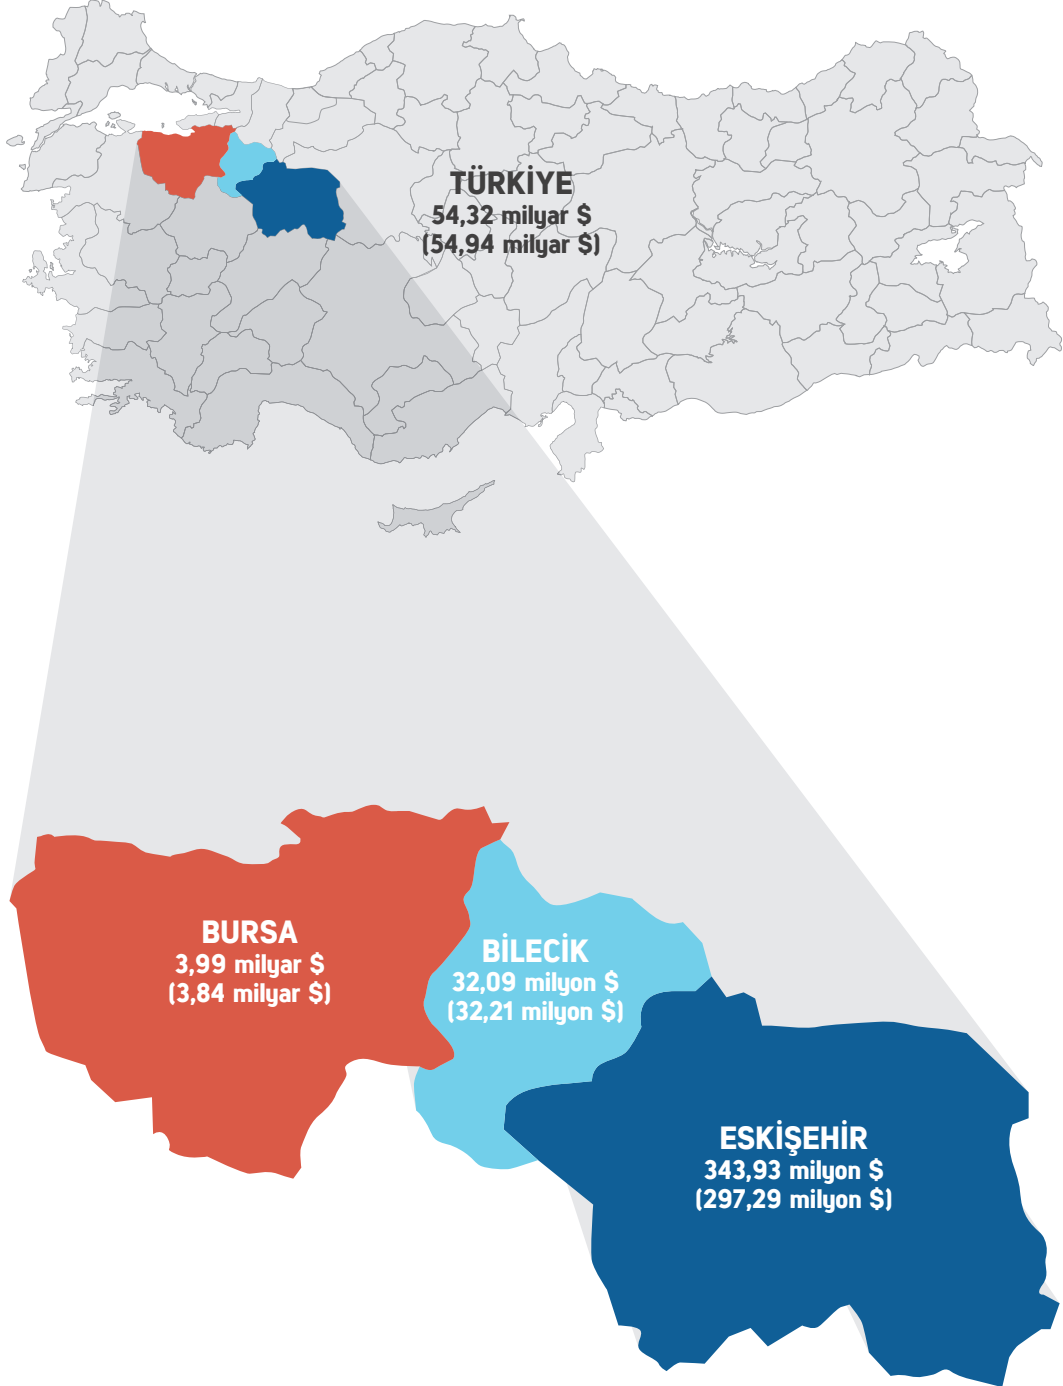 TÜRKİYE
54,32 milyar $
(54,94 milyar $)
BURSA
3,99 milyar $
(3,84 milyar $)
BİLECİK
32,09 milyon $
(32,21 milyon $)
ESKİŞEHİR
343,93 milyon $
(297,29 milyon $)